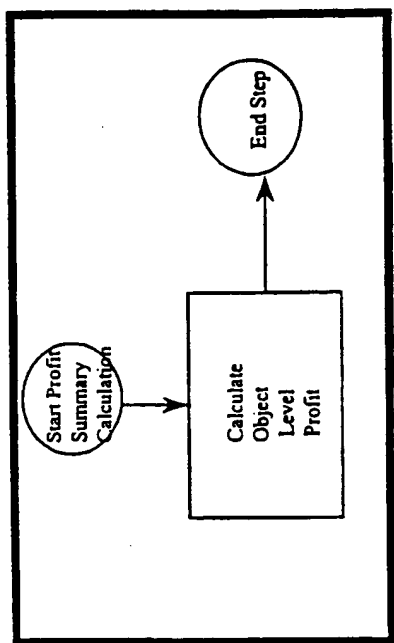 Start Profit
Summary
Calculation
Calculate
Object
Level
Profit
End Step